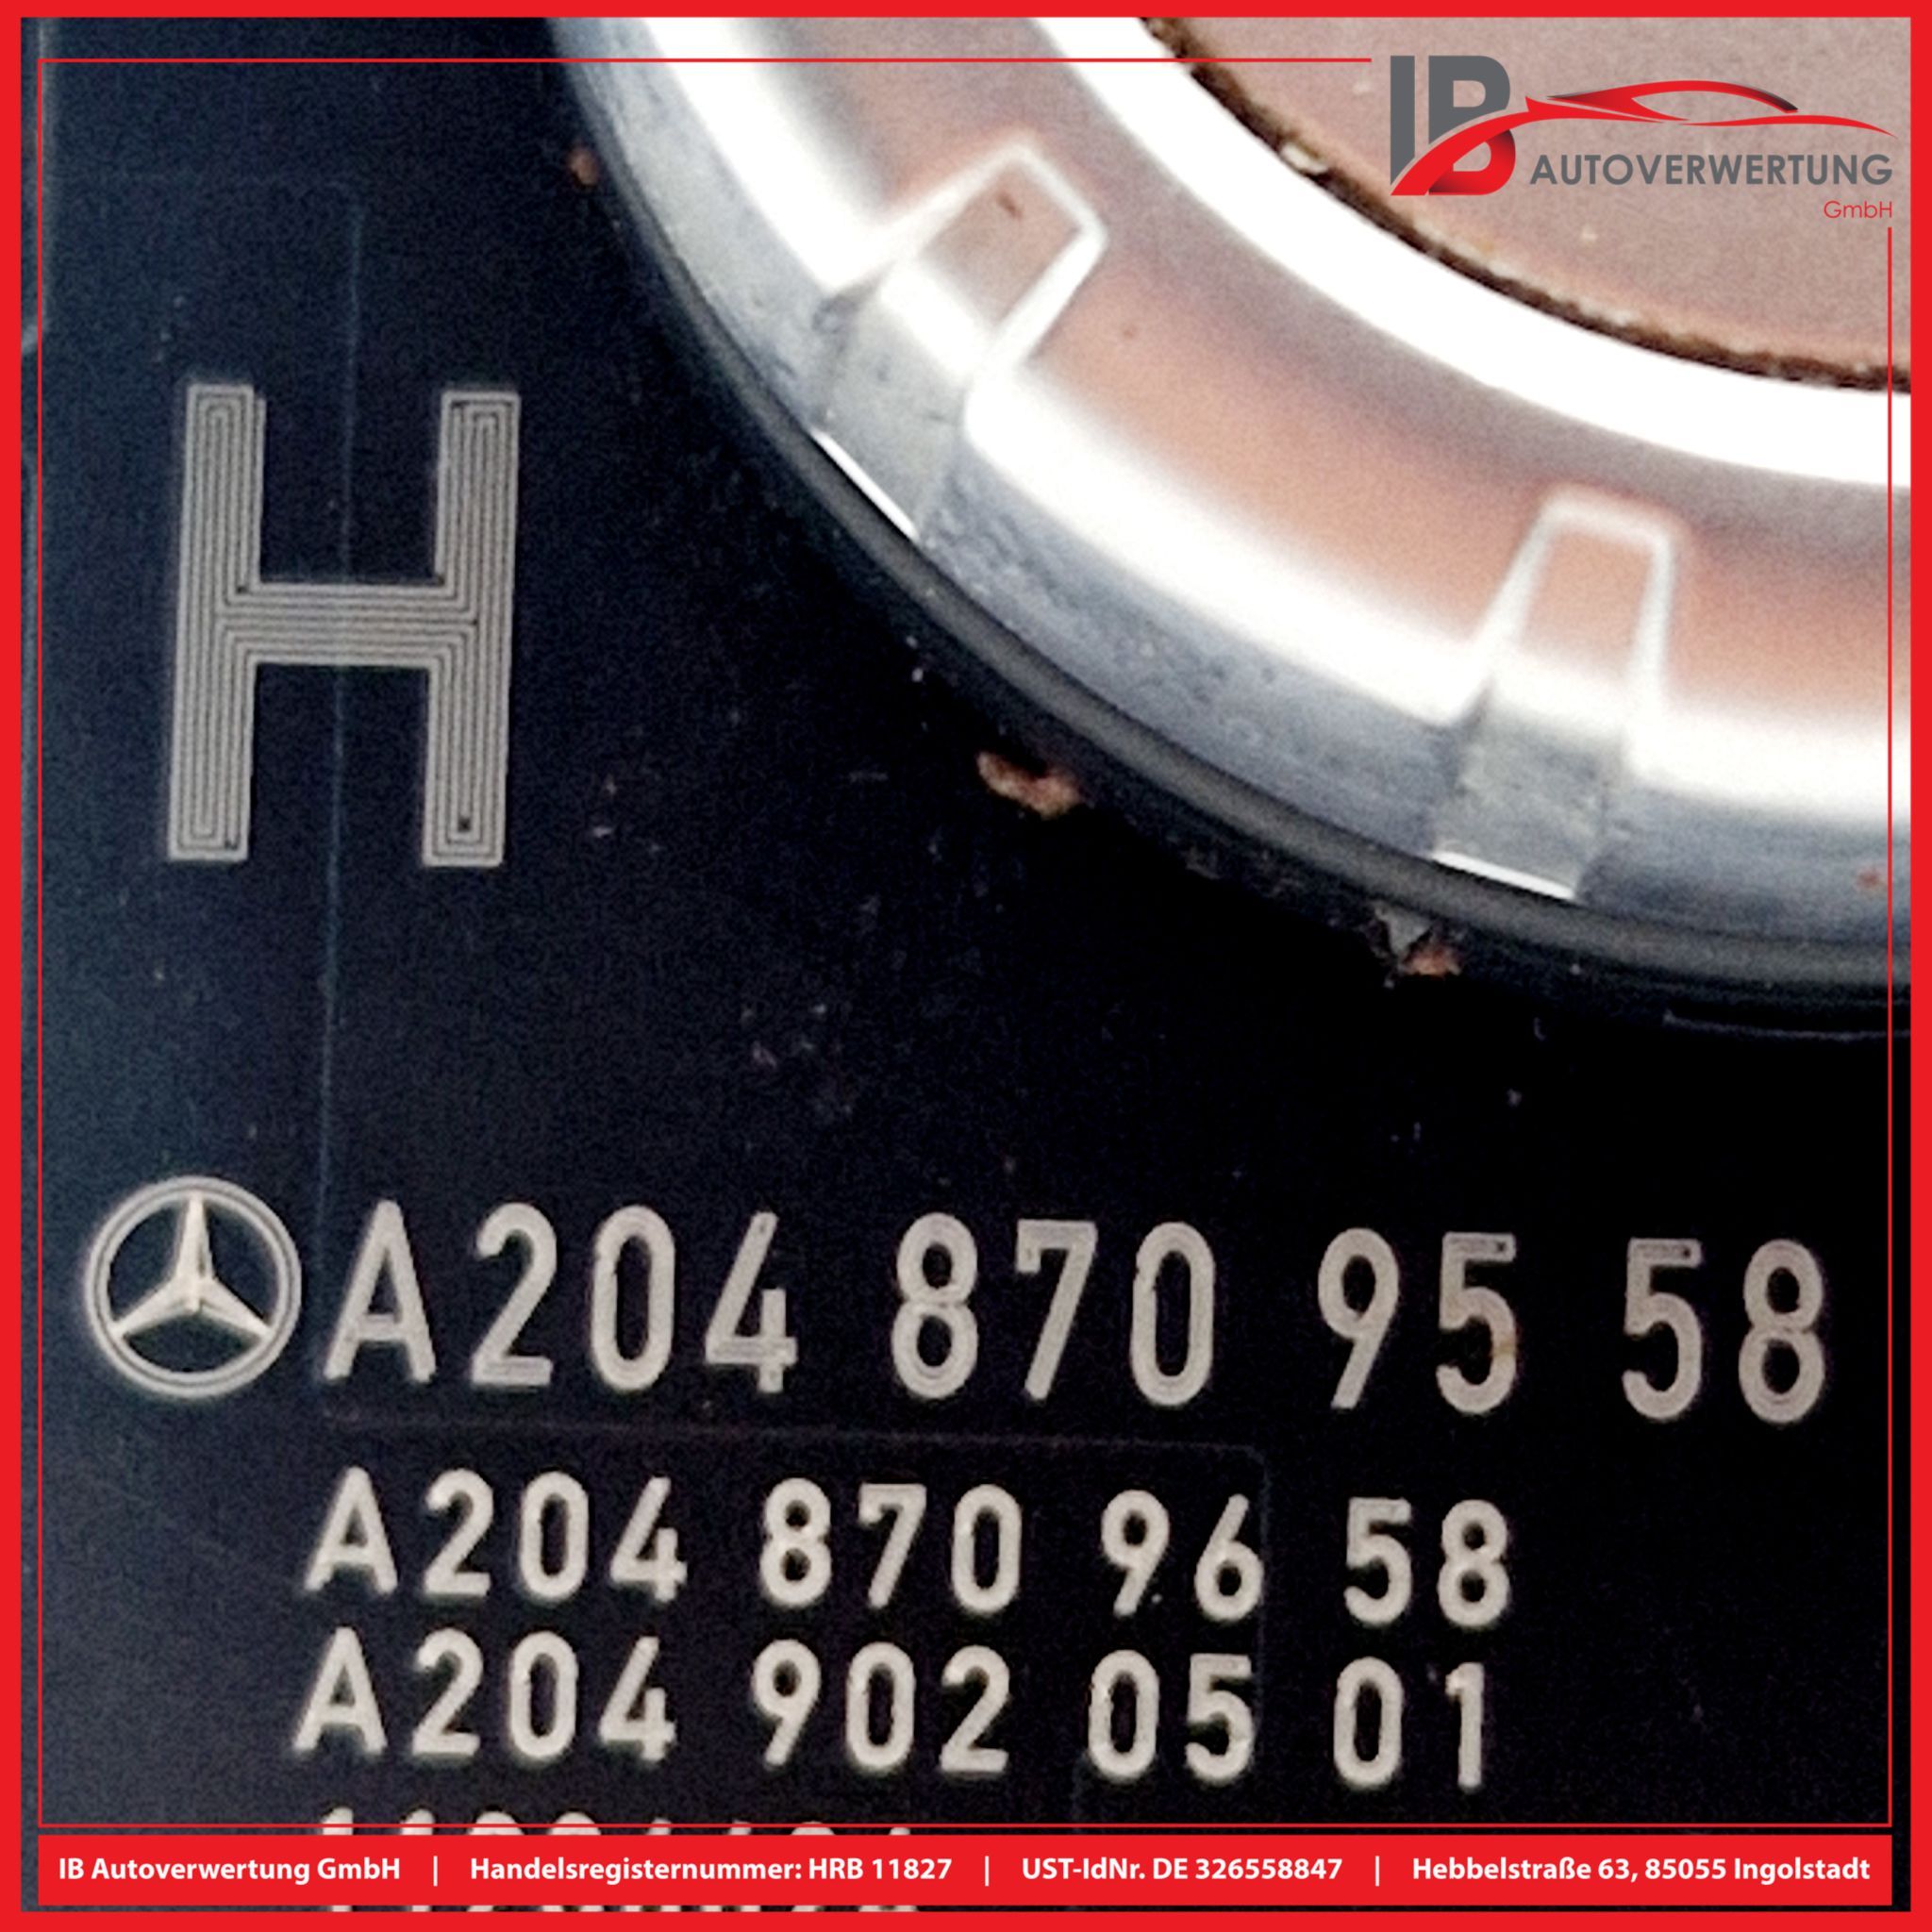 IB
AUTOVERWERTUNG
GmbH
H
A204 870 95 58
A204 870 96 58
A204 902 05 01
IB Autoverwertung GmbH | Handelsregisternummer: HRB 11827 | UST-IdNr. DE 326558847 | Hebbelstraße 63, 85055 Ingolstadt